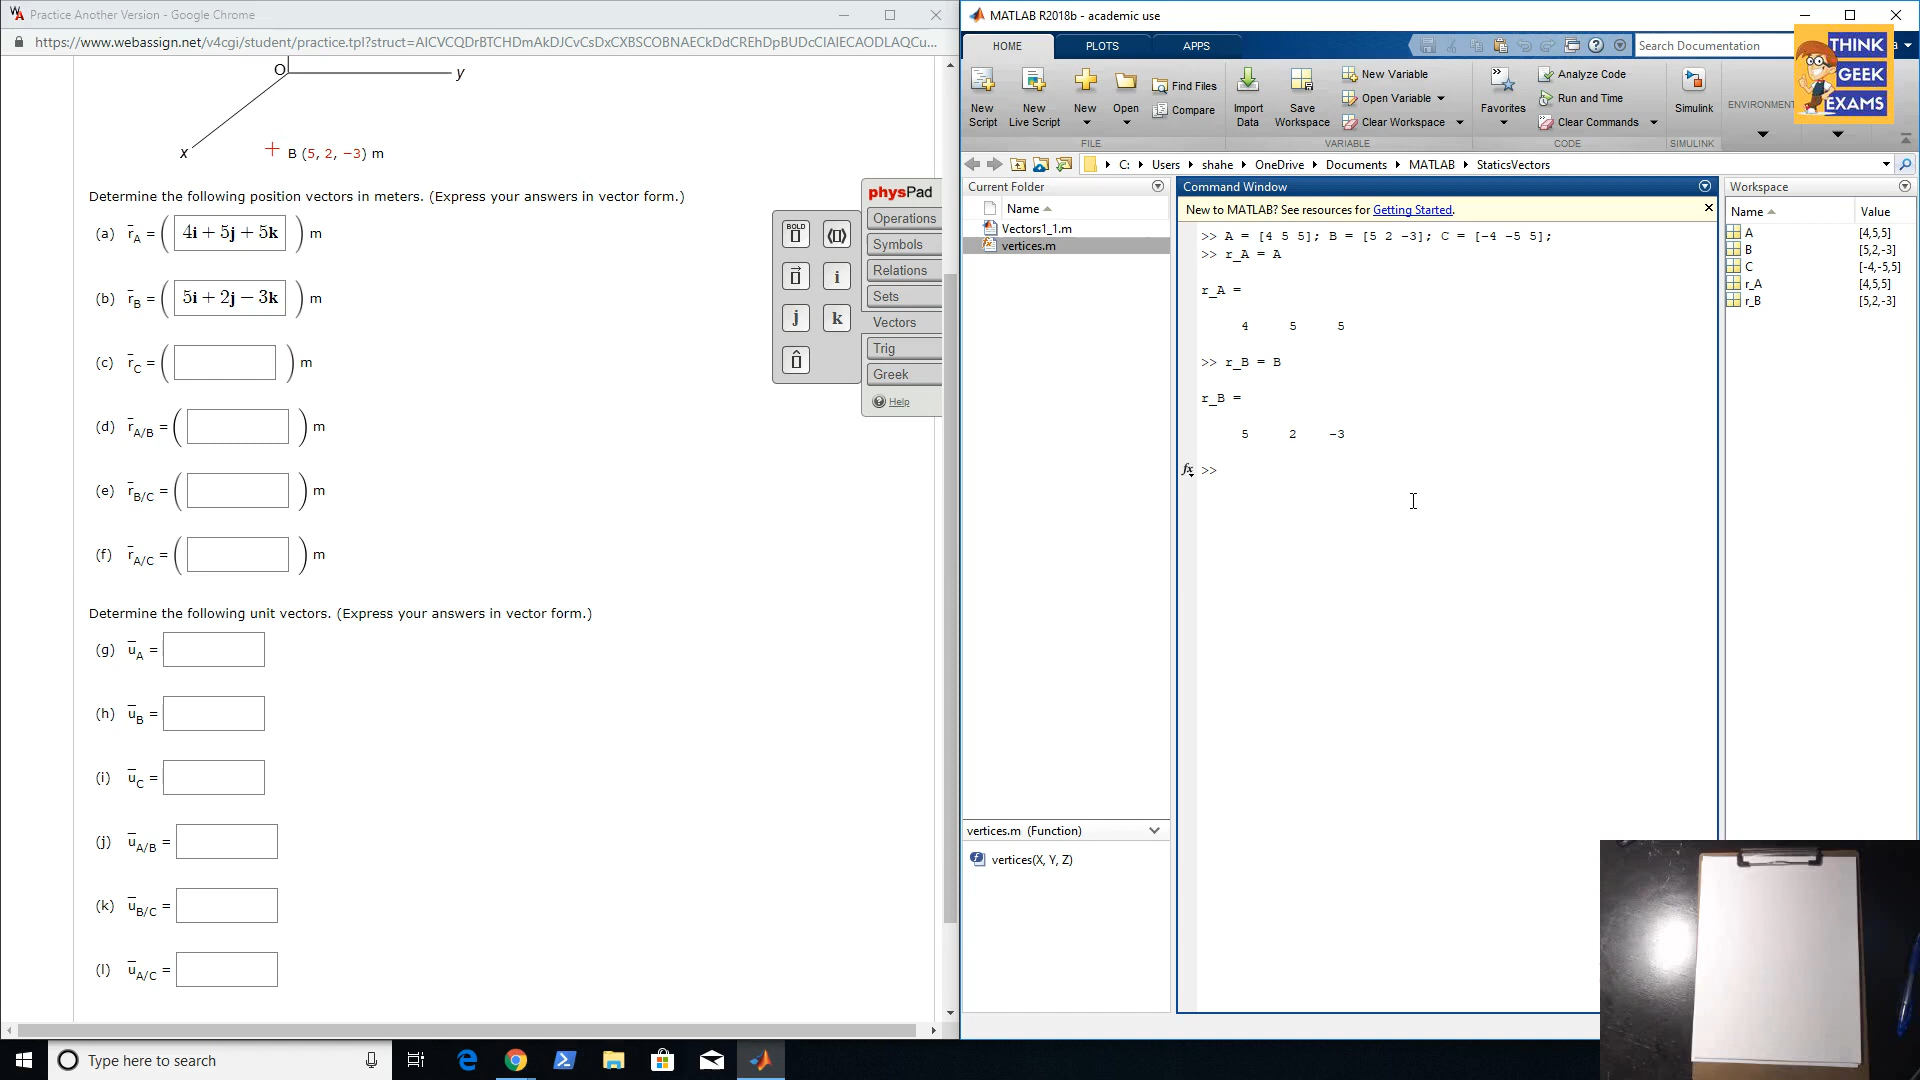 Practice Another Version - Google Chrome
https://www.webassign.net/v4cgi/student/practice.tpl?struct=AICVCQDrBTCHDmAkDJCvCsDxCXBSCOBNAECkDdCREhDpBUDcCIAIECAODLAQCu...
O
y
x
B (5, 2, −3) m
Determine the following position vectors in meters. (Express your answers in vector form.)
(a) r̅A = ( 4i + 5j + 5k ) m
(b) r̅B = ( 5i + 2j − 3k ) m
(c) r̅C = ( ) m
(d) r̅A/B = ( ) m
(e) r̅B/C = ( ) m
(f) r̅A/C = ( ) m
Determine the following unit vectors. (Express your answers in vector form.)
(g) u̅A =
(h) u̅B =
(i) u̅C =
(j) u̅A/B =
(k) u̅B/C =
(l) u̅A/C =
physPad
Operations
Symbols
Relations
Sets
Vectors
Trig
Greek
Help
BOLD
i
j
k
MATLAB R2018b - academic use
HOME
PLOTS
APPS
Search Documentation
New Script
New Live Script
New
Open
Find Files
Compare
FILE
Import Data
Save Workspace
New Variable
Open Variable
Clear Workspace
VARIABLE
Favorites
Analyze Code
Run and Time
Clear Commands
CODE
Simulink
SIMULINK
ENVIRONMENT
THINK
GEEK
EXAMS
C: Users shahe OneDrive Documents MATLAB StaticsVectors
Current Folder
Name
Vectors1_1.m
vertices.m
vertices.m (Function)
vertices(X, Y, Z)
Command Window
New to MATLAB? See resources for Getting Started.
>> A = [4 5 5]; B = [5 2 -3]; C = [-4 -5 5];
>> r_A = A
r_A =
4 5 5
>> r_B = B
r_B =
5 2 -3
fx >>
Workspace
Name Value
A [4,5,5]
B [5,2,-3]
C [-4,-5,5]
r_A [4,5,5]
r_B [5,2,-3]
Type here to search